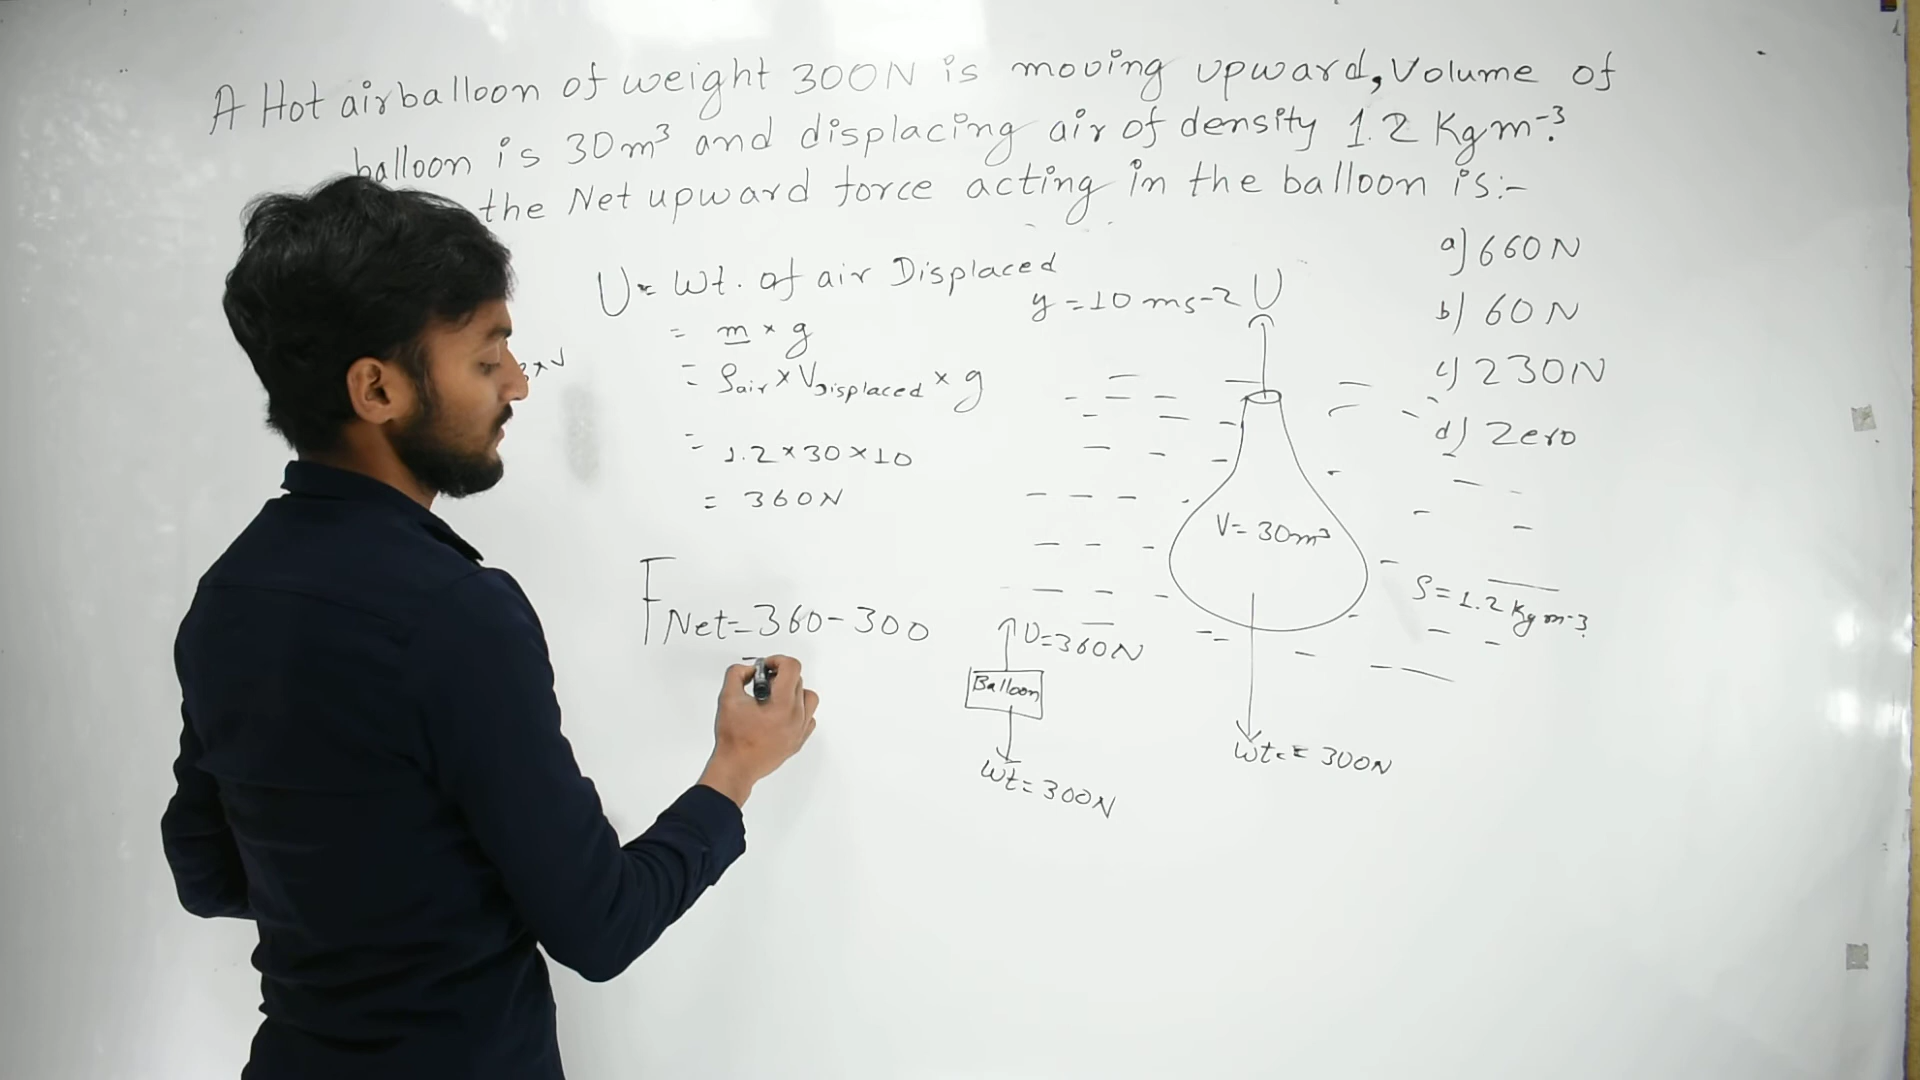 A Hot air balloon of weight 300N is moving upward, Volume of
balloon is 30m³ and displacing air of density 1.2 Kgm⁻³.
the Net upward force acting in the balloon is:-
a) 660N
b) 60N
c) 230N
d) Zero
U = Wt. of air Displaced
= m × g
= ρair × VDisplaced × g
= 1.2×30×10
= 360N
FNet = 360-300
=
×V
g = 10 ms-2
U
V= 30m³
ρ = 1.2 Kgm-3
Wt. = 300N
U=360N
Balloon
Wt = 300N